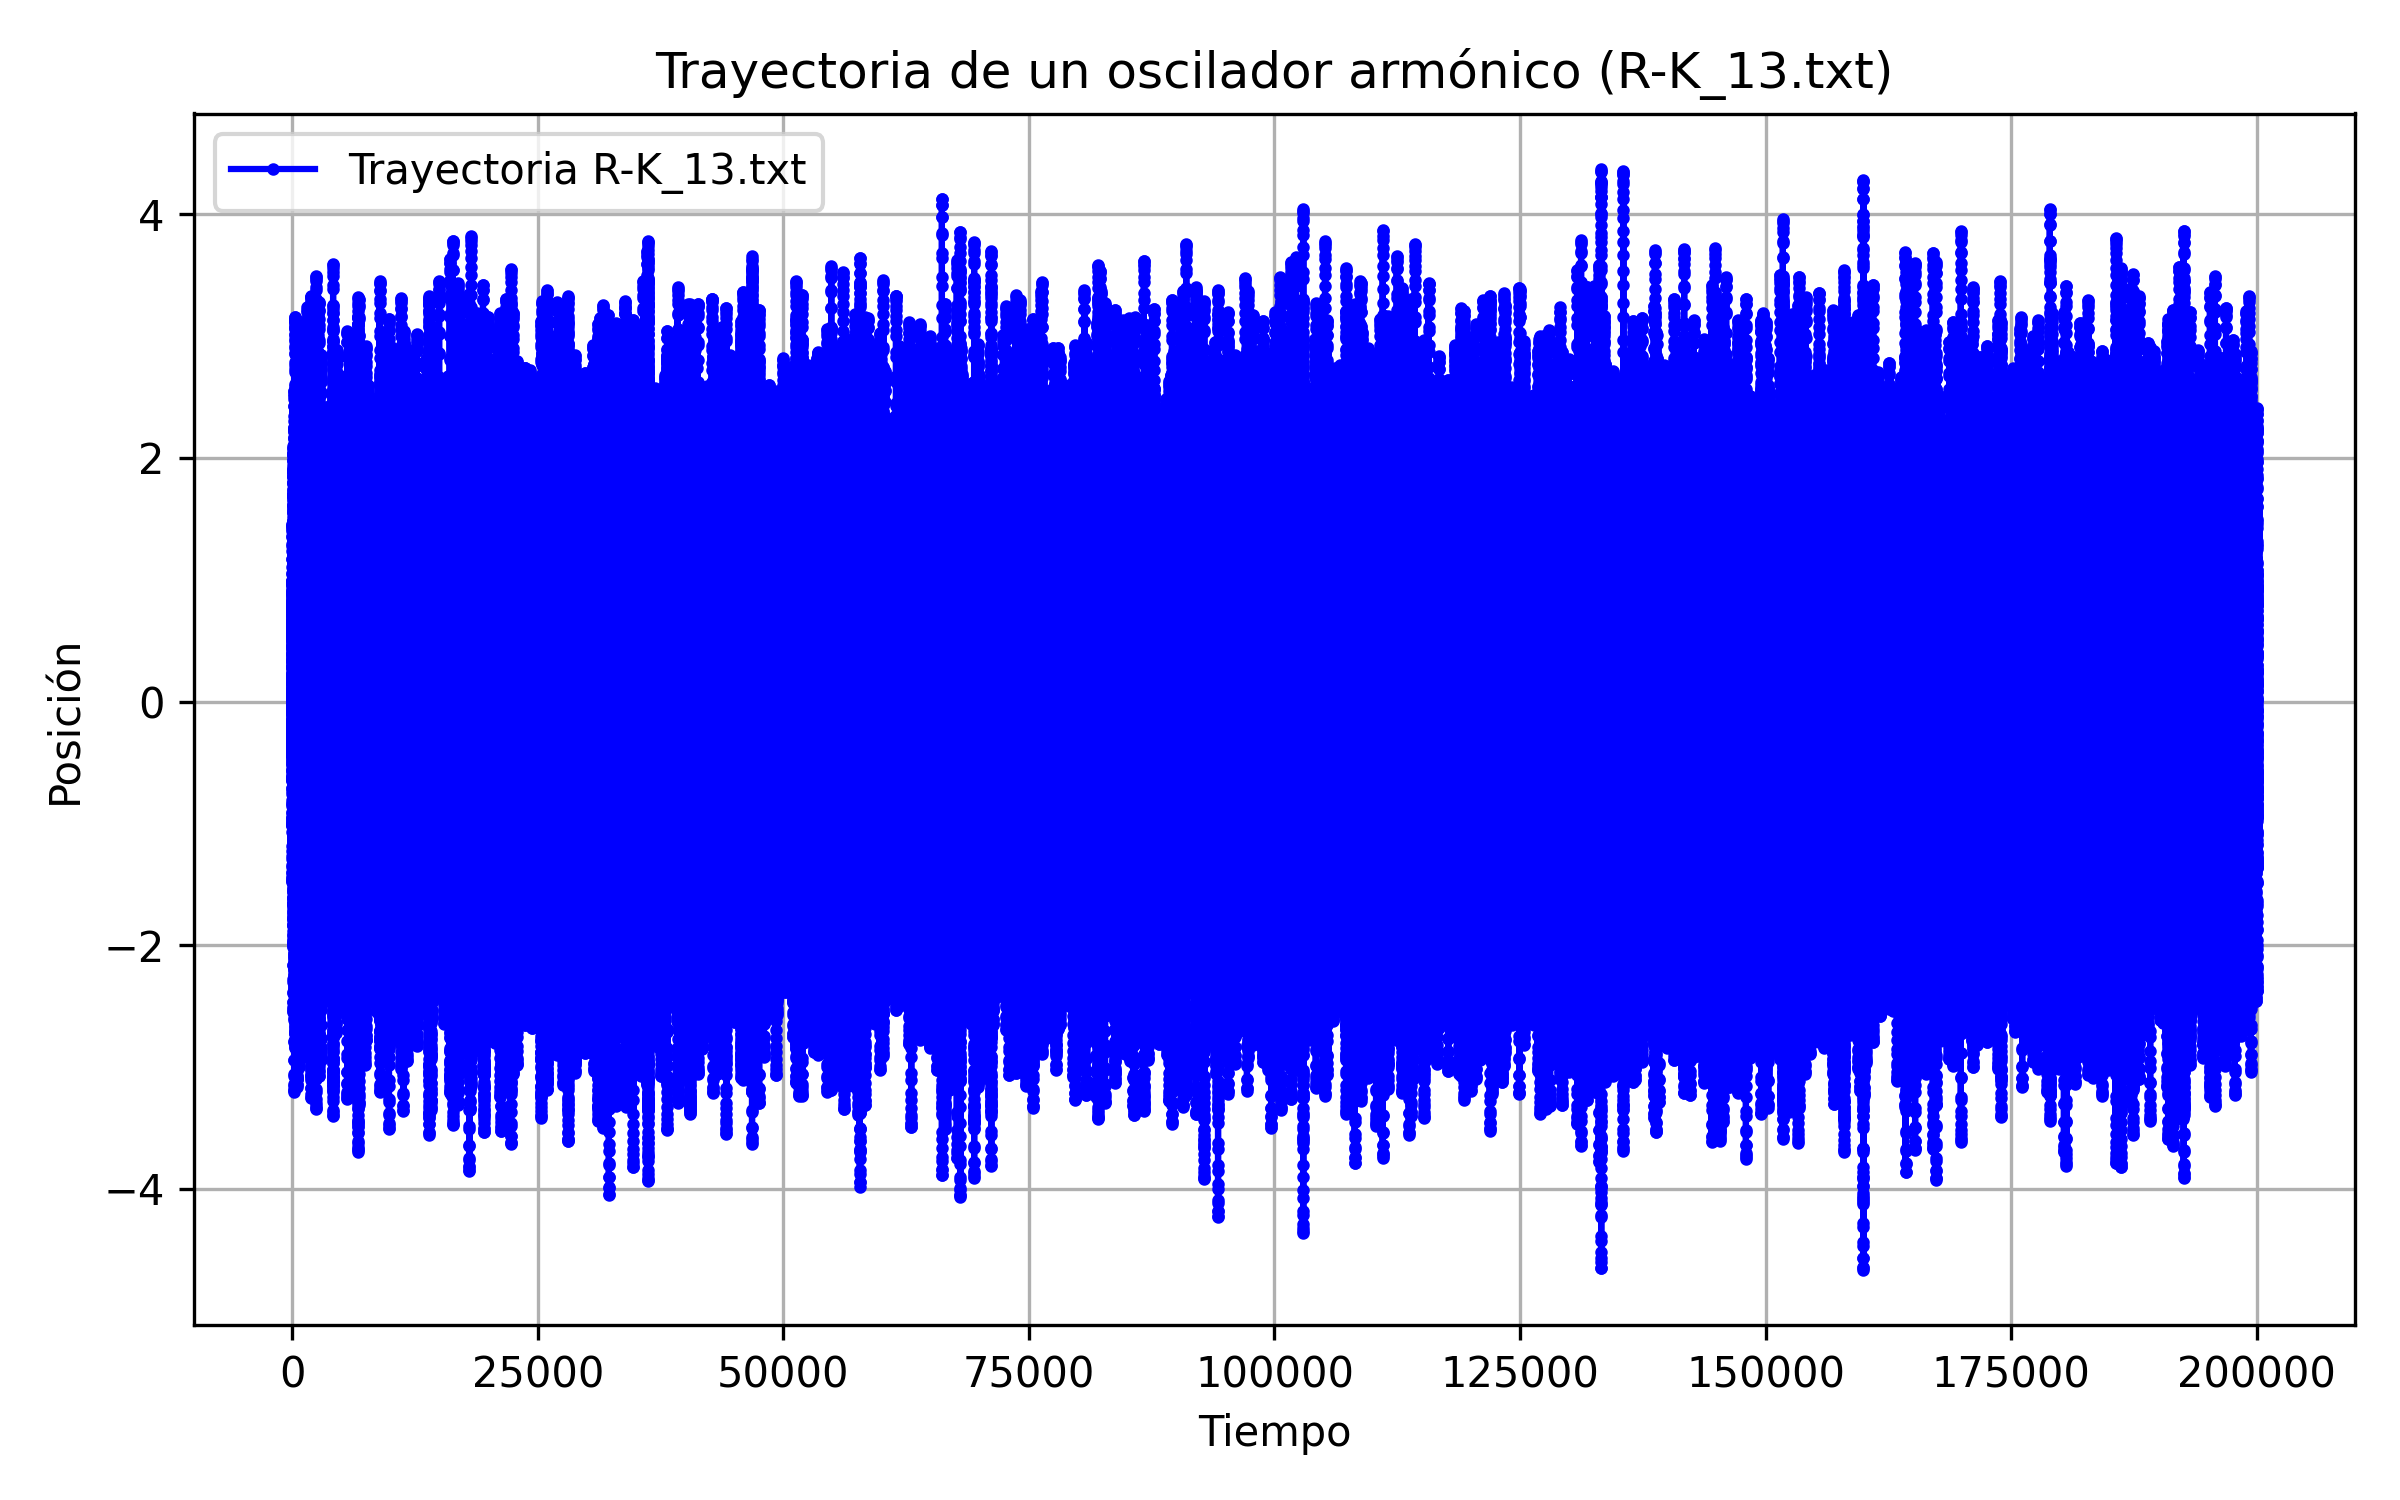 Trayectoria de un oscilador armónico (R-K_13.txt)
Trayectoria R-K_13.txt
4
2
0
−2
−4
Posición
0 25000 50000 75000 100000 125000 150000 175000 200000
Tiempo